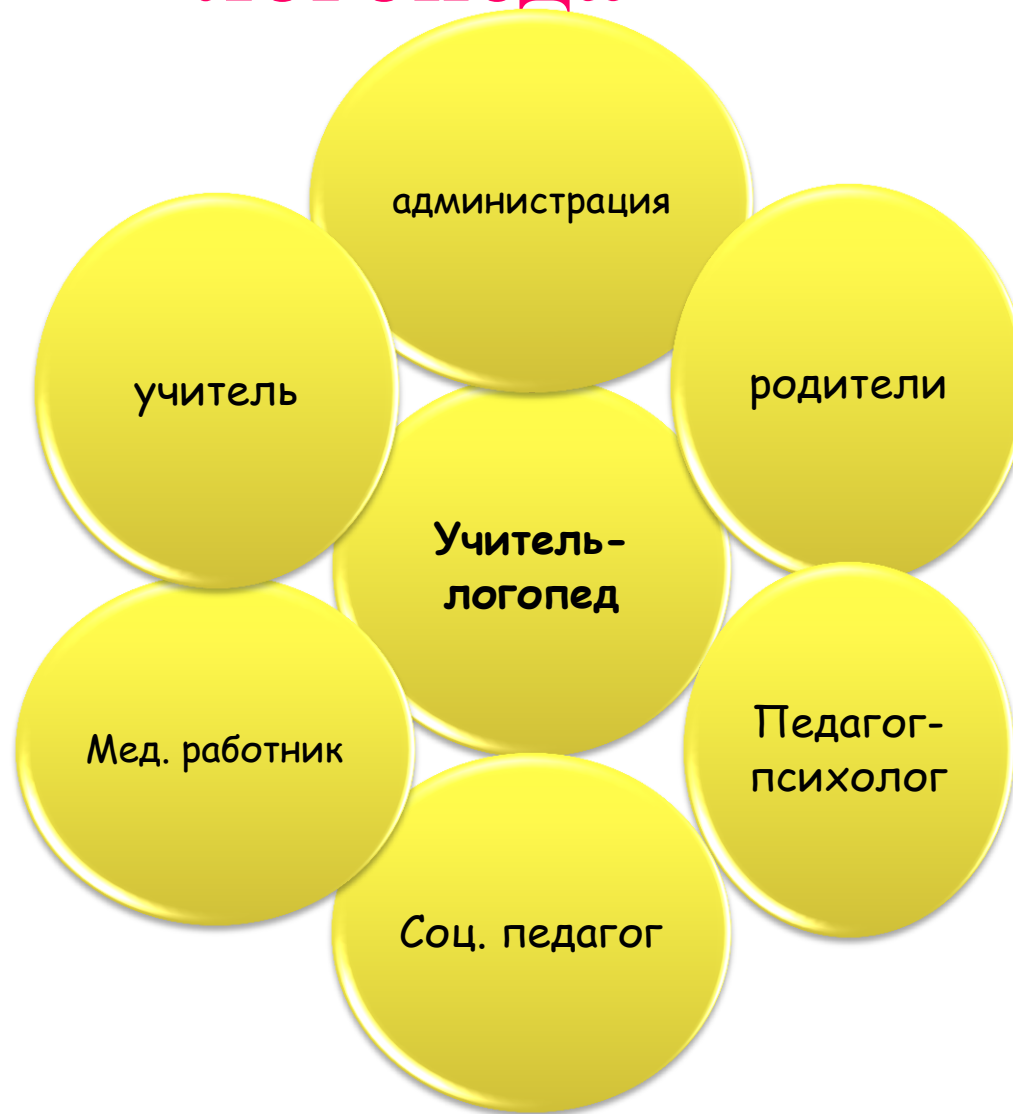 администрация
учитель
родители
Учитель-
логопед
Мед. работник
Педагог-
психолог
Соц. педагог